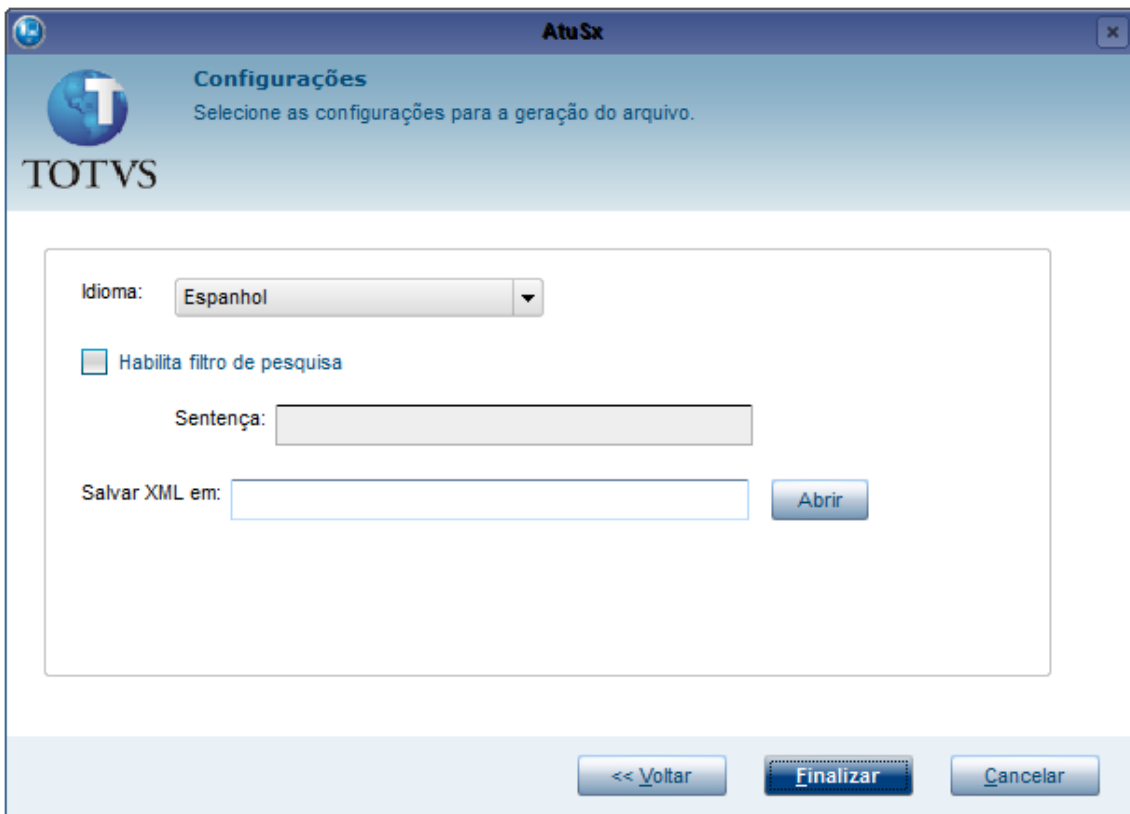 AtuSx
Configurações
Selecione as configurações para a geração do arquivo.
TOTVS
Idioma: Espanhol
Habilita filtro de pesquisa
Sentença:
Salvar XML em: Abrir
<< Voltar Finalizar Cancelar